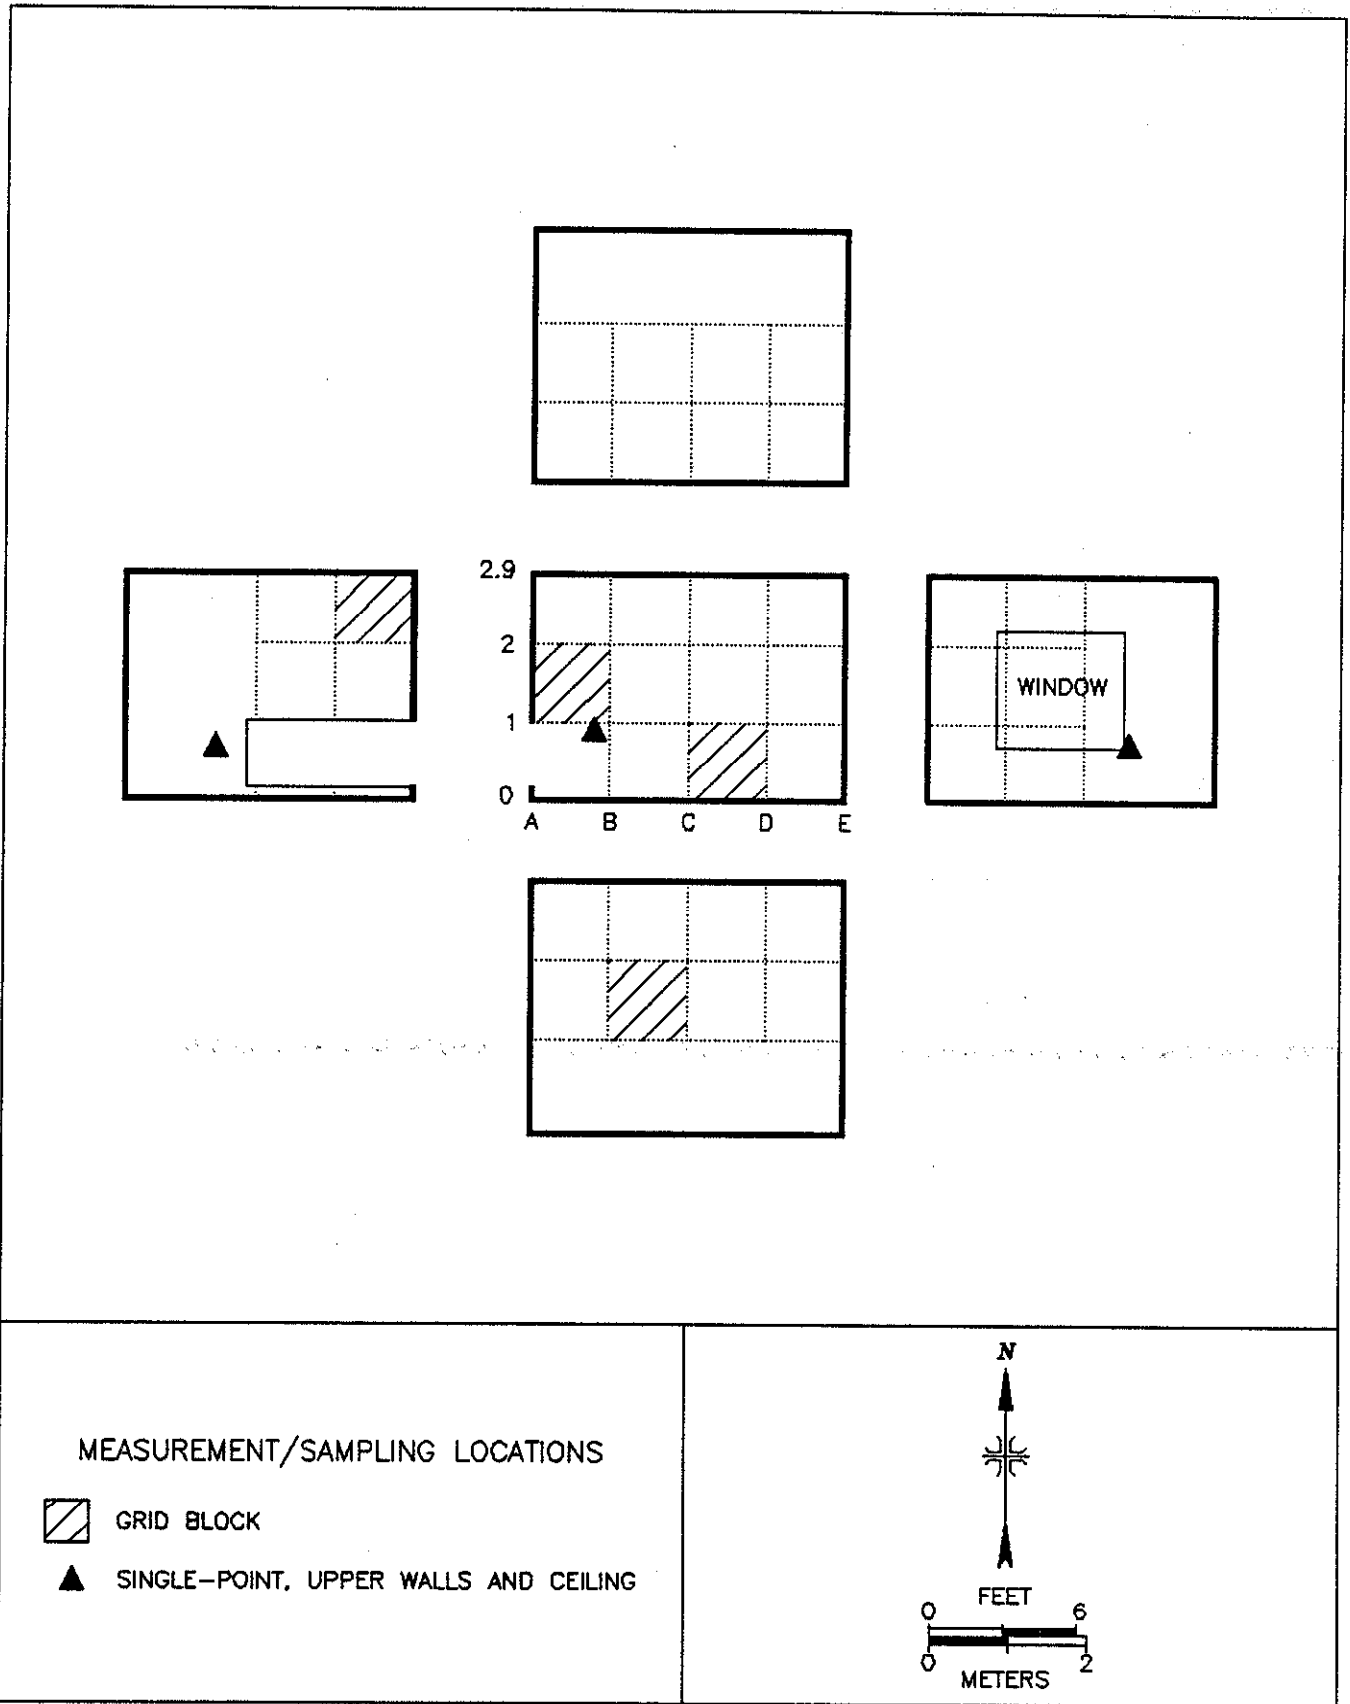 2.9
2
WINDOW
1
0
A B C D E
MEASUREMENT/SAMPLING LOCATIONS
GRID BLOCK
SINGLE-POINT, UPPER WALLS AND CEILING
N
FEET
0 6
0 2
METERS